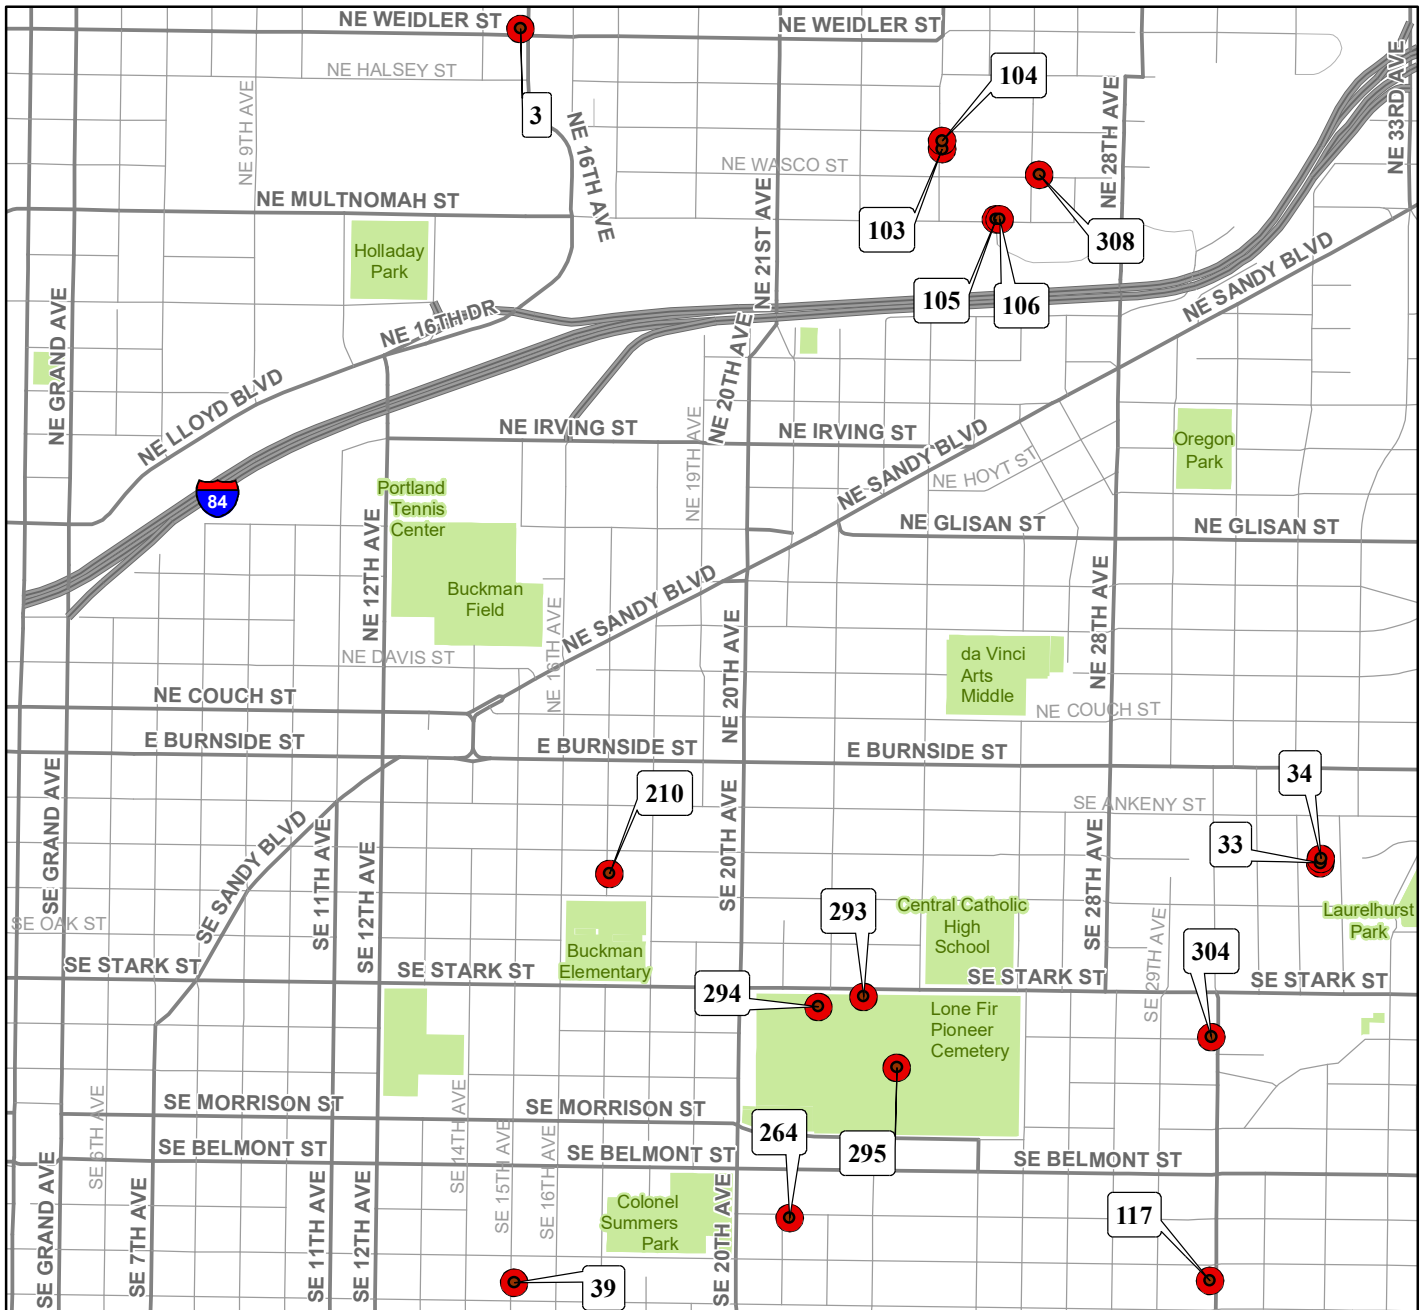 NE WEIDLER ST
NE WEIDLER ST
NE HALSEY ST
3
104
NE 9TH AVE
NE 16TH AVE
NE 28TH AVE
NE 33RD AVE
NE WASCO ST
NE MULTNOMAH ST
NE 21ST AVE
103
308
Holladay
Park
105
106
NE SANDY BLVD
NE GRAND AVE
NE 16TH DR
NE 20TH AVE
NE LLOYD BLVD
NE IRVING ST
NE IRVING ST
NE 19TH AVE
NE SANDY BLVD
NE HOYT ST
Oregon
Park
84
Portland
Tennis
Center
NE GLISAN ST
NE GLISAN ST
NE 12TH AVE
Buckman
Field
NE SANDY BLVD
NE 16TH AVE
NE 20TH AVE
NE 28TH AVE
NE DAVIS ST
da Vinci
Arts
Middle
NE COUCH ST
NE COUCH ST
E BURNSIDE ST
E BURNSIDE ST
E BURNSIDE ST
SE GRAND AVE
210
34
SE ANKENY ST
SE SANDY BLVD
SE 11TH AVE
SE 12TH AVE
SE 20TH AVE
SE 28TH AVE
33
293
Central Catholic
High
School
Laurelhurst
Park
SE OAK ST
Buckman
Elementary
SE 29TH AVE
304
SE STARK ST
SE STARK ST
SE STARK ST
SE STARK ST
294
Lone Fir
Pioneer
Cemetery
SE 6TH AVE
SE MORRISON ST
SE MORRISON ST
SE 14TH AVE
SE 15TH AVE
SE 16TH AVE
264
295
SE BELMONT ST
SE BELMONT ST
SE BELMONT ST
SE GRAND AVE
SE 7TH AVE
SE 11TH AVE
SE 12TH AVE
Colonel
Summers
Park
SE 20TH AVE
117
39